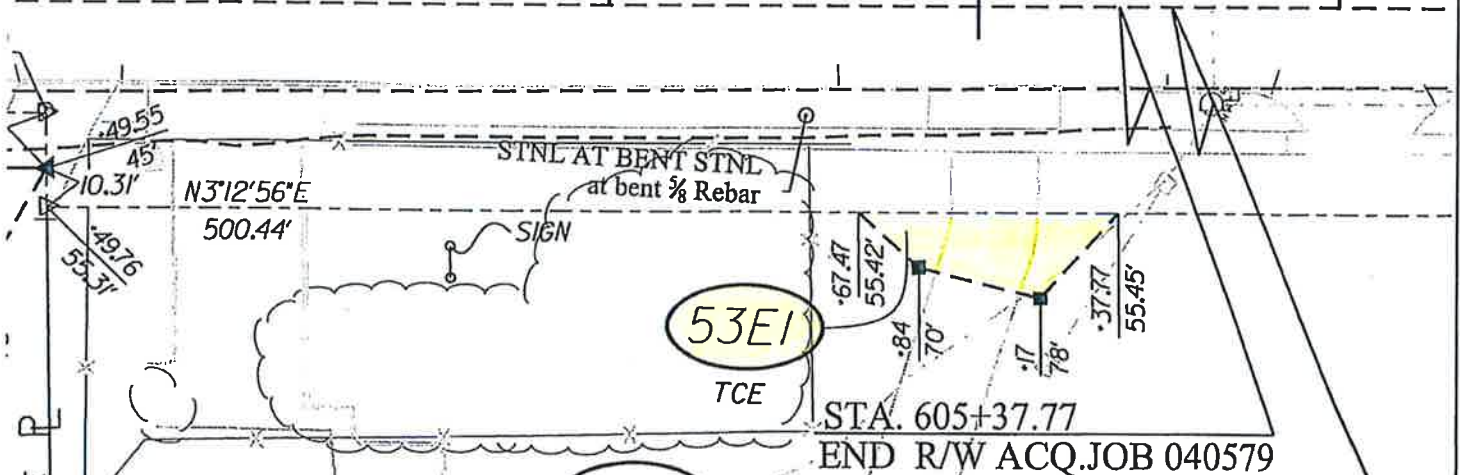 +49.55
45'
10.31'
N3°12'56"E
500.44'
+49.76
55.31'
STNL AT BENT STNL
at bent ⅝ Rebar
SIGN
53E1
TCE
+67.47
55.42'
+.84
70'
+.17
78'
+37.77
55.45'
STA. 605+37.77
END R/W ACQ.JOB 040579